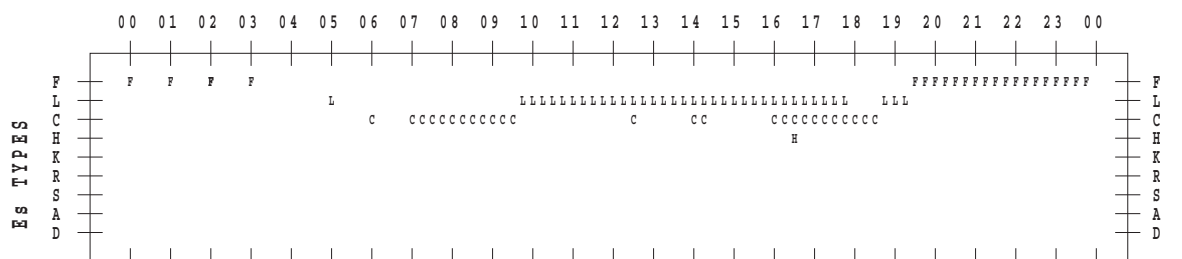 00 01 02 03 04 05 06 07 08 09 10 11 12 13 14 15 16 17 18 19 20 21 22 23 00
Es TYPES
F F F F F FFFFFFFFFFFFFFFFFF F
L L LLLLLLLLLLLLLLLLLLLLLLLLLLLLLLLLL LLL L
C C CCCCCCCCCCC C CC CCCCCCCCCCC C
H H H
K K
R R
S S
A A
D D